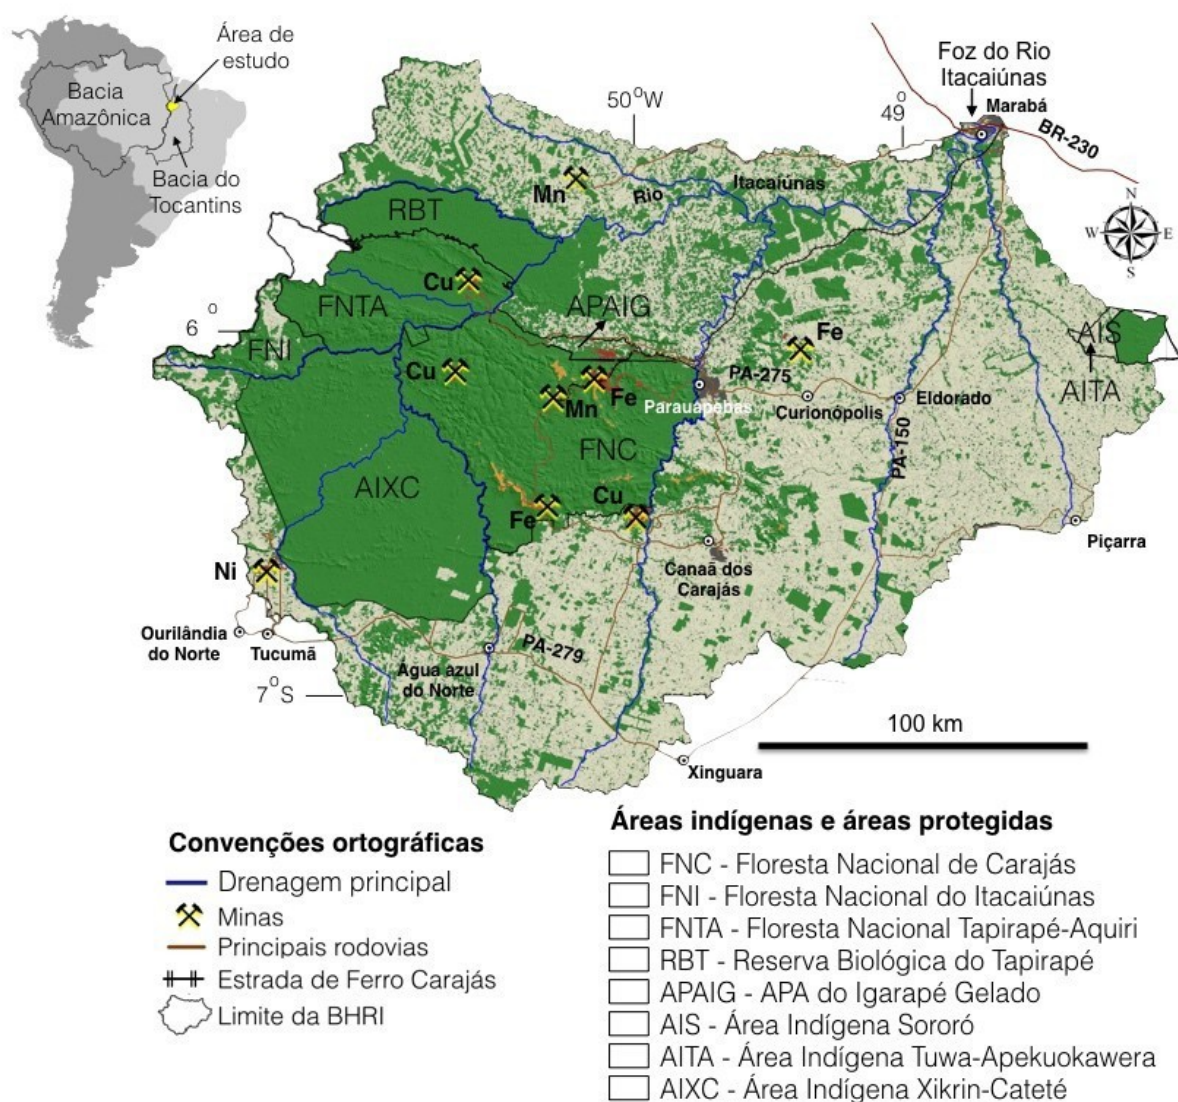 Área de
estudo
Bacia
Amazônica
Bacia do
Tocantins
Foz do Rio
Itacaiúnas
Marabá
BR-230
50°W
49°
N
W E
S
Mn
Rio
Itacaiúnas
RBT
Cu
FNTA
APAIG
6°
FNI
Cu
Fe
AIS
AITA
Mn
Fe
Parauapebas
PA-275
Curionópolis
Eldorado
FNC
PA-150
AIXC
Fe
Cu
Piçarra
Canaã dos
Carajás
Ni
Ourilândia
do Norte
Tucumã
Agua azul
do Norte
PA-279
7°S
100 km
Xinguara
Convenções ortográficas
Drenagem principal
Minas
Principais rodovias
Estrada de Ferro Carajás
Limite da BHRI
Áreas indígenas e áreas protegidas
FNC - Floresta Nacional de Carajás
FNI - Floresta Nacional do Itacaiúnas
FNTA - Floresta Nacional Tapirapé-Aquiri
RBT - Reserva Biológica do Tapirapé
APAIG - APA do Igarapé Gelado
AIS - Área Indígena Sororó
AITA - Área Indígena Tuwa-Apekuokawera
AIXC - Área Indígena Xikrin-Cateté